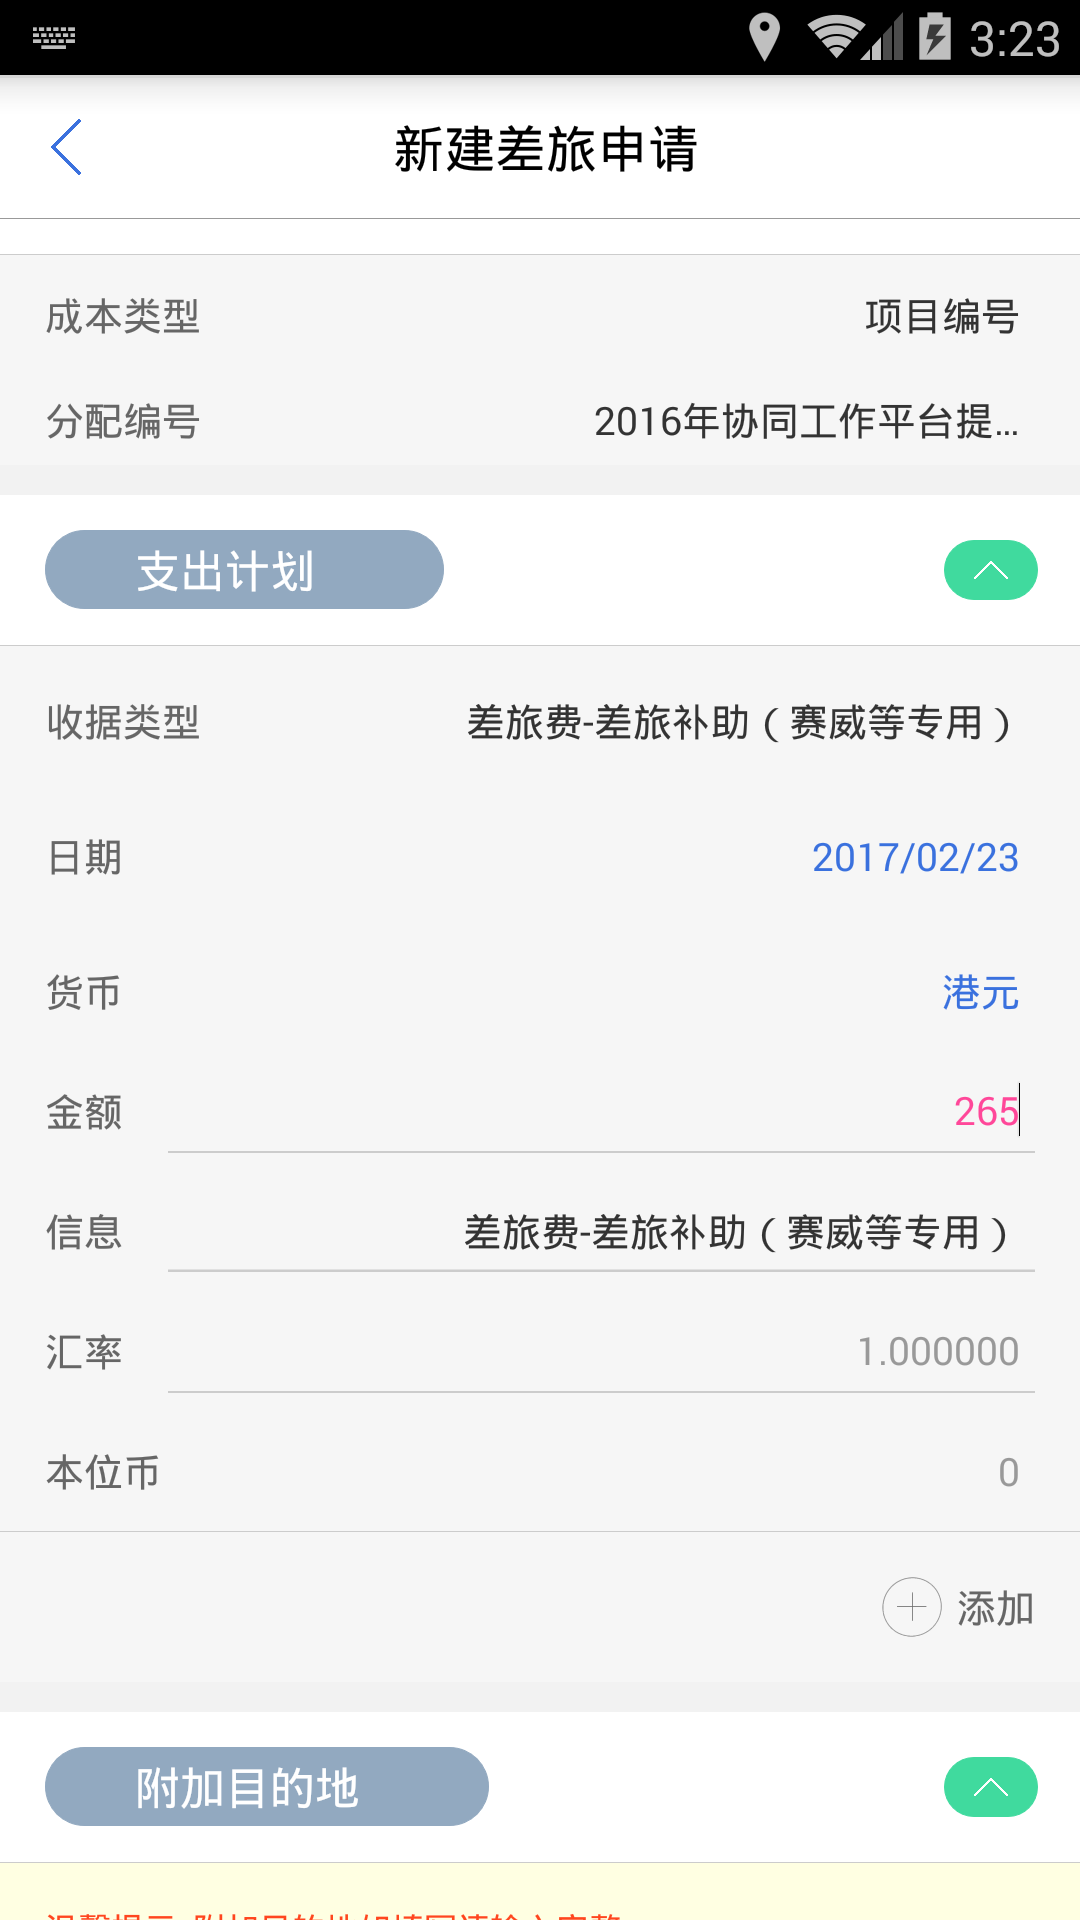 3:23
新建差旅申请
成本类型 项目编号
分配编号 2016年协同工作平台提...
支出计划
收据类型 差旅费-差旅补助（赛威等专用）
日期 2017/02/23
货币 港元
金额 265
信息 差旅费-差旅补助（赛威等专用）
汇率 1.000000
本位币 0
添加
附加目的地